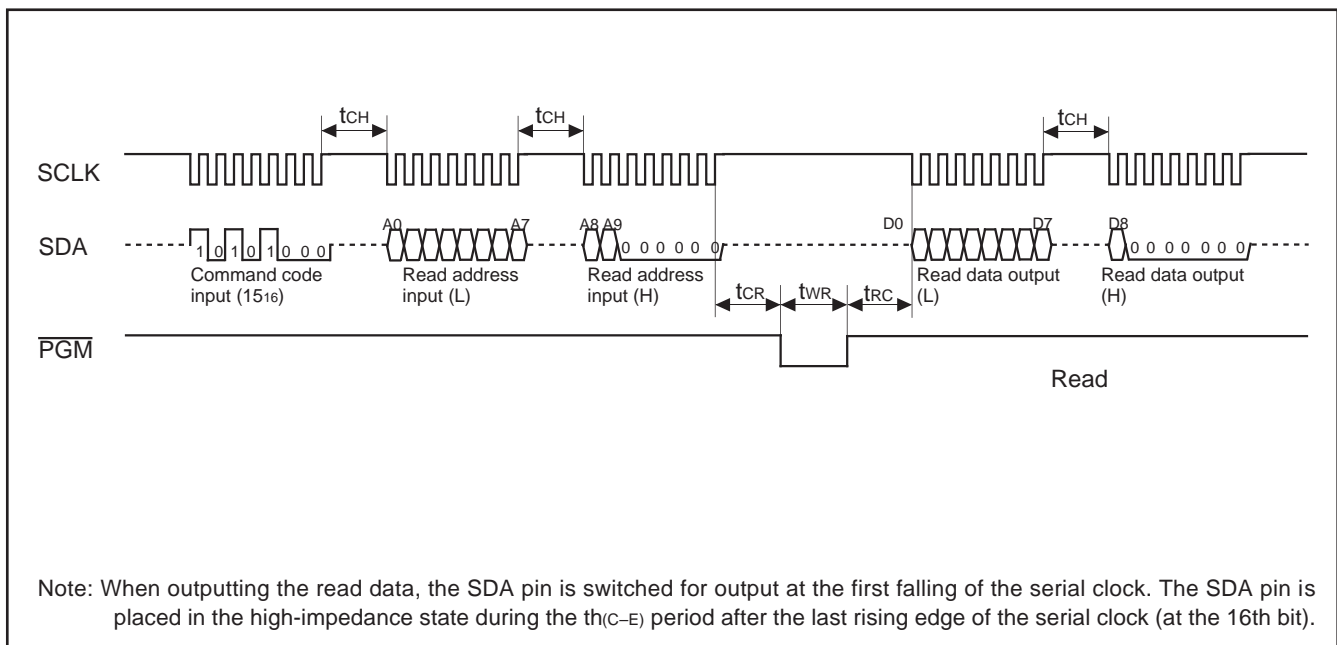 tCH
tCH
tCH
SCLK
A0
A7
A8 A9
D0
D7
D8
SDA
1 0 1 0 1 0 0 0
0 0 0 0 0 0
0 0 0 0 0 0 0
Command code
input (1516)
Read address
input (L)
Read address
input (H)
Read data output
(L)
Read data output
(H)
tCR
tWR
tRC
PGM
Read
Note: When outputting the read data, the SDA pin is switched for output at the first falling of the serial clock. The SDA pin is
placed in the high-impedance state during the th(C–E) period after the last rising edge of the serial clock (at the 16th bit).